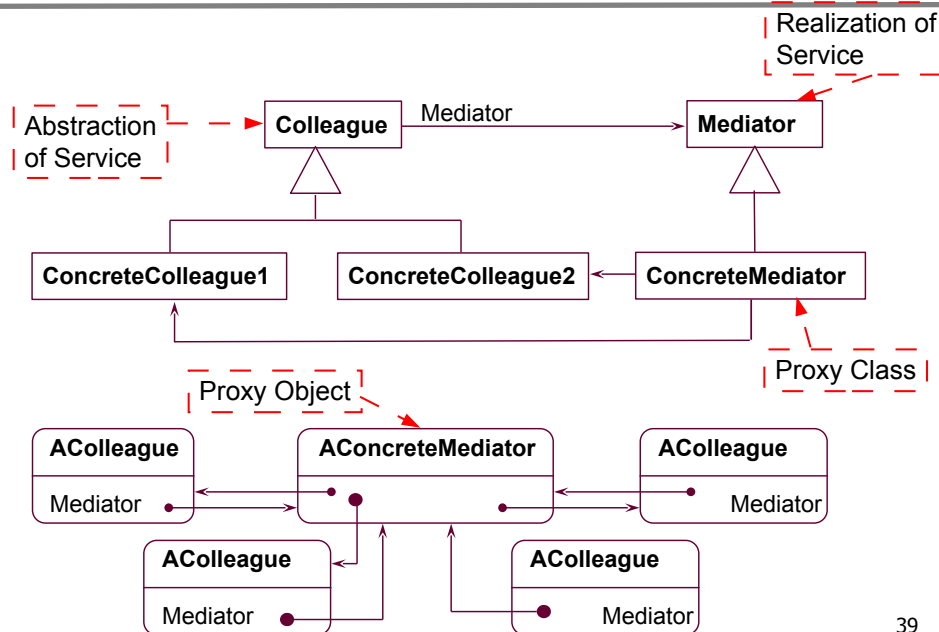 Realization of
Service
Abstraction
of Service
Colleague
Mediator
Mediator
ConcreteColleague1
ConcreteColleague2
ConcreteMediator
Proxy Class
Proxy Object
AColleague
Mediator
AConcreteMediator
AColleague
Mediator
AColleague
Mediator
AColleague
Mediator
39